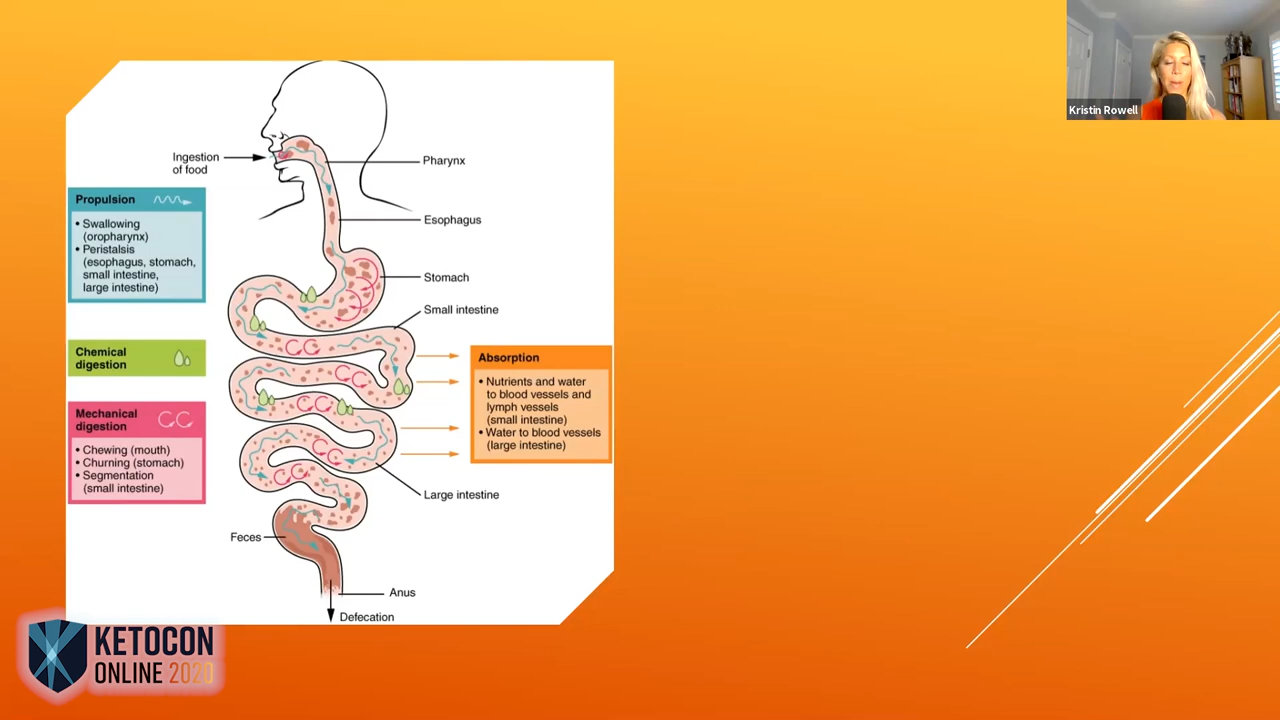 Kristin Rowell
Ingestion
of food
Pharynx
Propulsion
• Swallowing
(oropharynx)
• Peristalsis
(esophagus, stomach,
small intestine,
large intestine)
Esophagus
Stomach
Small intestine
Chemical
digestion
Absorption
• Nutrients and water
to blood vessels and
lymph vessels
(small intestine)
• Water to blood vessels
(large intestine)
Mechanical
digestion
• Chewing (mouth)
• Churning (stomach)
• Segmentation
(small intestine)
Large intestine
Feces
Anus
Defecation
KETOCON
ONLINE 2020